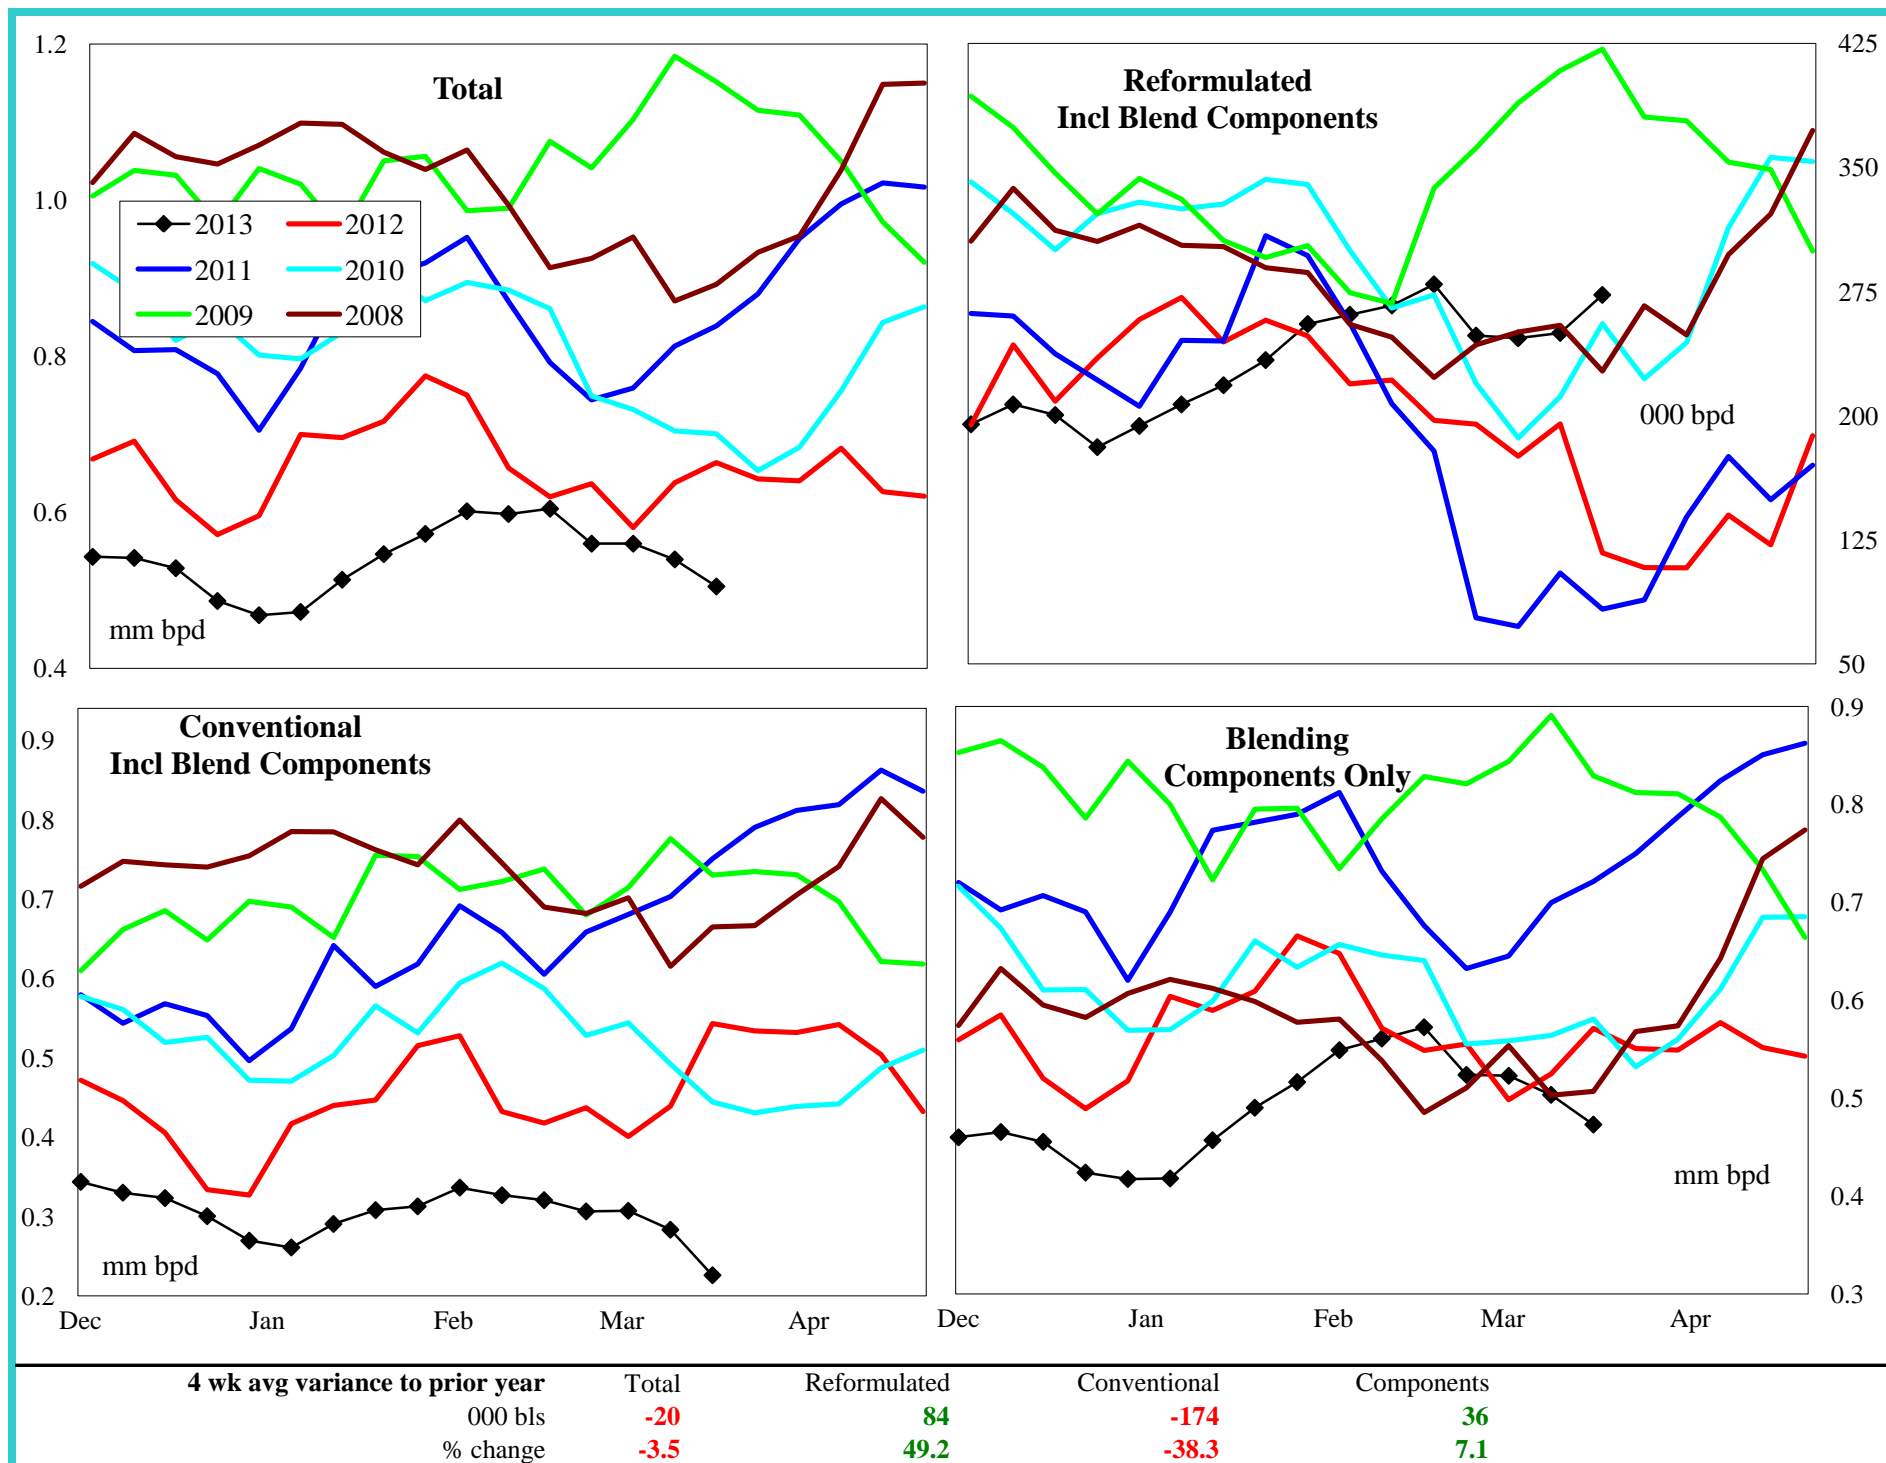 1.2
1.0
0.8
0.6
0.4
Total
2013
2012
2011
2010
2009
2008
mm bpd
Reformulated
Incl Blend Components
000 bpd
425
350
275
200
125
50
0.9
0.8
0.7
0.6
0.5
0.4
0.3
0.2
Conventional
Incl Blend Components
mm bpd
Dec Jan Feb Mar Apr
Blending
Components Only
mm bpd
0.9
0.8
0.7
0.6
0.5
0.4
0.3
Dec Jan Feb Mar Apr
4 wk avg variance to prior year Total Reformulated Conventional Components
000 bls -20 84 -174 36
% change -3.5 49.2 -38.3 7.1